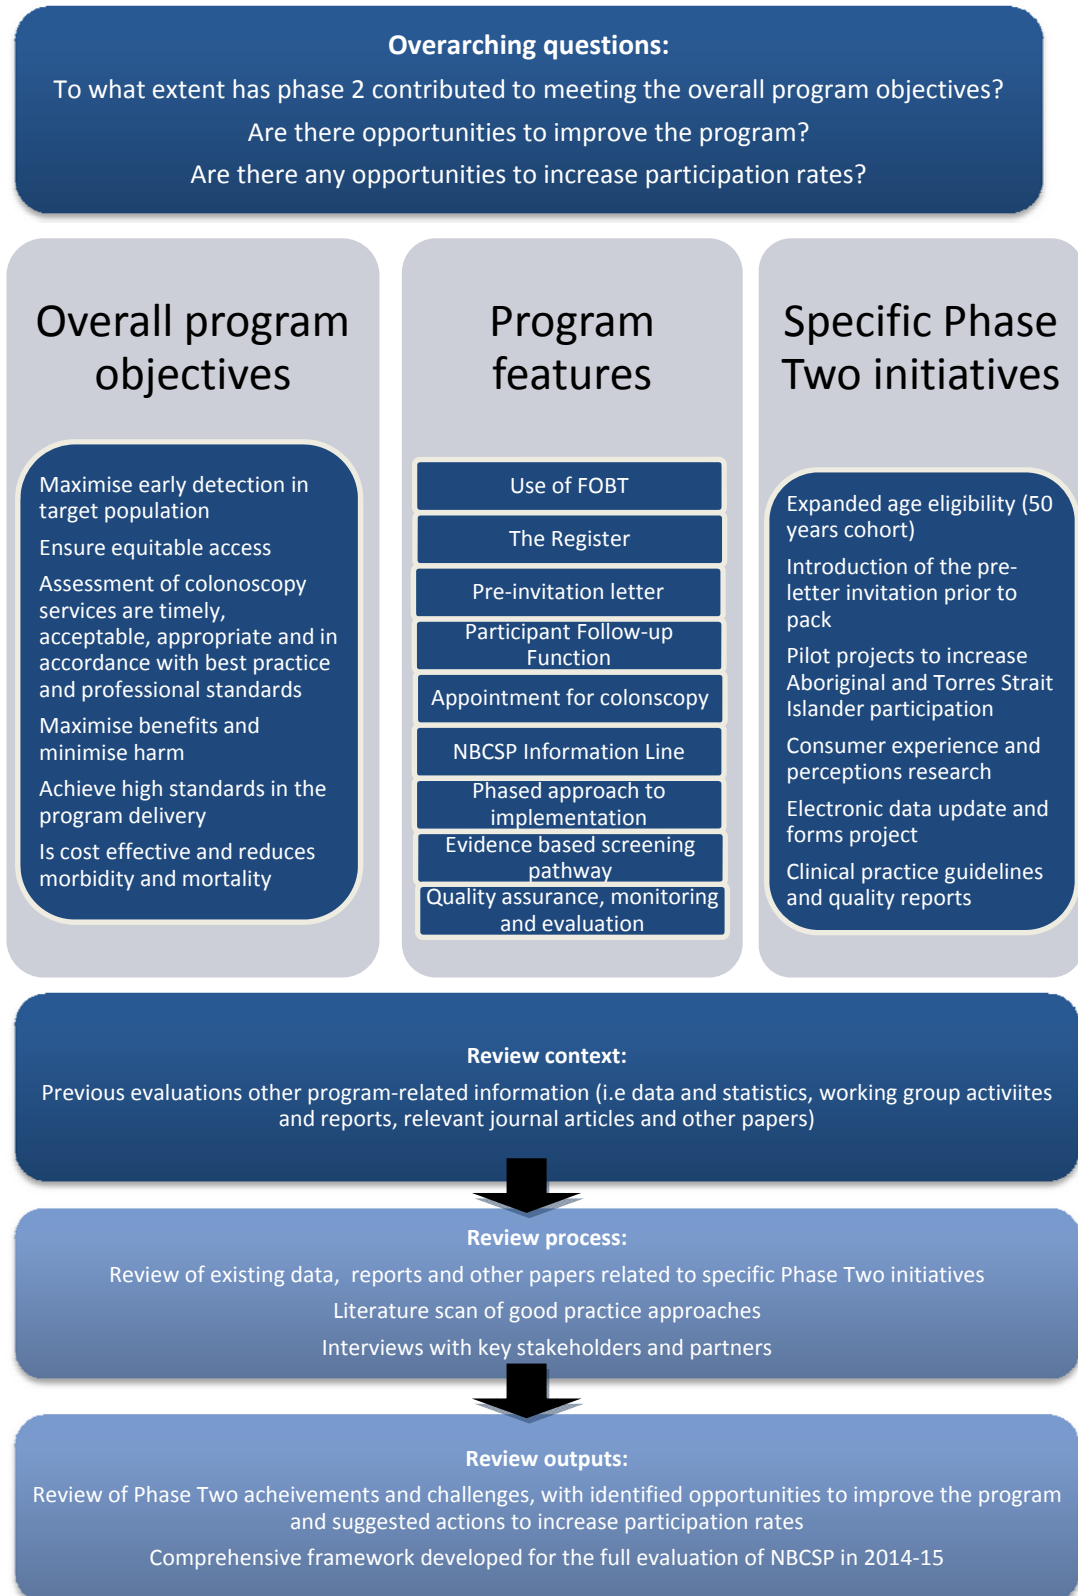 Overarching questions:
To what extent has phase 2 contributed to meeting the overall program objectives?
Are there opportunities to improve the program?
Are there any opportunities to increase participation rates?
Overall program
objectives
Maximise early detection in
target population
Ensure equitable access
Assessment of colonoscopy
services are timely,
acceptable, appropriate and in
accordance with best practice
and professional standards
Maximise benefits and
minimise harm
Achieve high standards in the
program delivery
Is cost effective and reduces
morbidity and mortality
Program
features
Use of FOBT
The Register
Pre-invitation letter
Participant Follow-up
Function
Appointment for colonscopy
NBCSP Information Line
Phased approach to
implementation
Evidence based screening
pathway
Quality assurance, monitoring
and evaluation
Specific Phase
Two initiatives
Expanded age eligibility (50
years cohort)
Introduction of the pre-
letter invitation prior to
pack
Pilot projects to increase
Aboriginal and Torres Strait
Islander participation
Consumer experience and
perceptions research
Electronic data update and
forms project
Clinical practice guidelines
and quality reports
Review context:
Previous evaluations other program-related information (i.e data and statistics, working group activiites
and reports, relevant journal articles and other papers)
Review process:
Review of existing data, reports and other papers related to specific Phase Two initiatives
Literature scan of good practice approaches
Interviews with key stakeholders and partners
Review outputs:
Review of Phase Two acheivements and challenges, with identified opportunities to improve the program
and suggested actions to increase participation rates
Comprehensive framework developed for the full evaluation of NBCSP in 2014-15